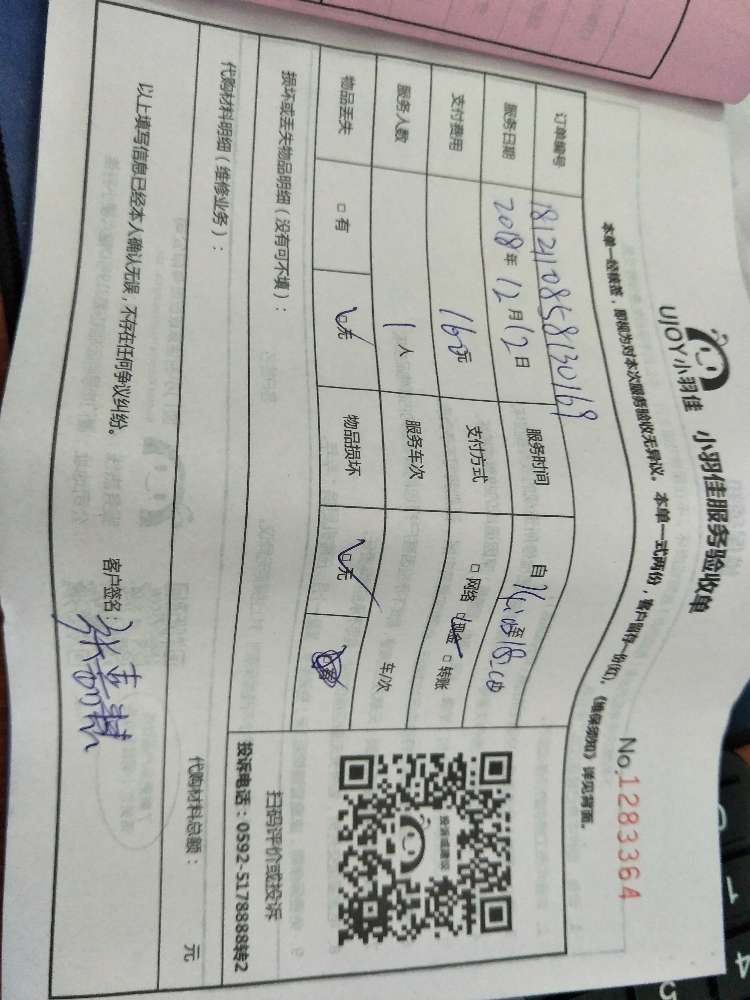 UJOY小羽佳 小羽佳服务验收单
No.1283364
本单一经核签，即视为对本次服务验收无异议。本单一式两份，客户留存一份(红)，《维保须知》详见背面。
订单编号 181210858130169 服务时间 自
服务日期 2018年12月12日 支付方式 □网络 □现金 □转账
支付费用 160元 服务车次 车/次
服务人数 1人
物品丢失 □有 □无 物品损坏 □无
损坏或丢失物品明细（没有可不填）：
代购材料明细（维修业务）：
代购材料总额： 元
投诉或建议
扫码评价或投诉
投诉电话：0592-5178888转2
以上填写信息已经本人确认无误，不存在任何争议纠纷。
客户签名：